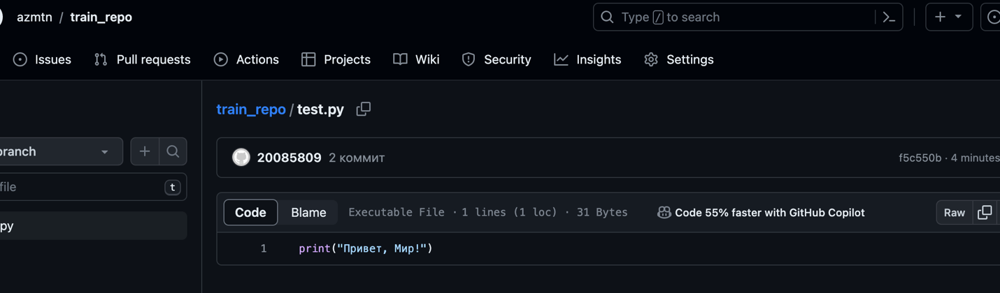 azmtn / train_repo
Type / to search
Issues Pull requests Actions Projects Wiki Security Insights Settings
train_repo / test.py
branch
20085809 2 коммит f5c550b · 4 minutes
file t
Code Blame Executable File · 1 lines (1 loc) · 31 Bytes Code 55% faster with GitHub Copilot Raw
py
1 print("Привет, Мир!")